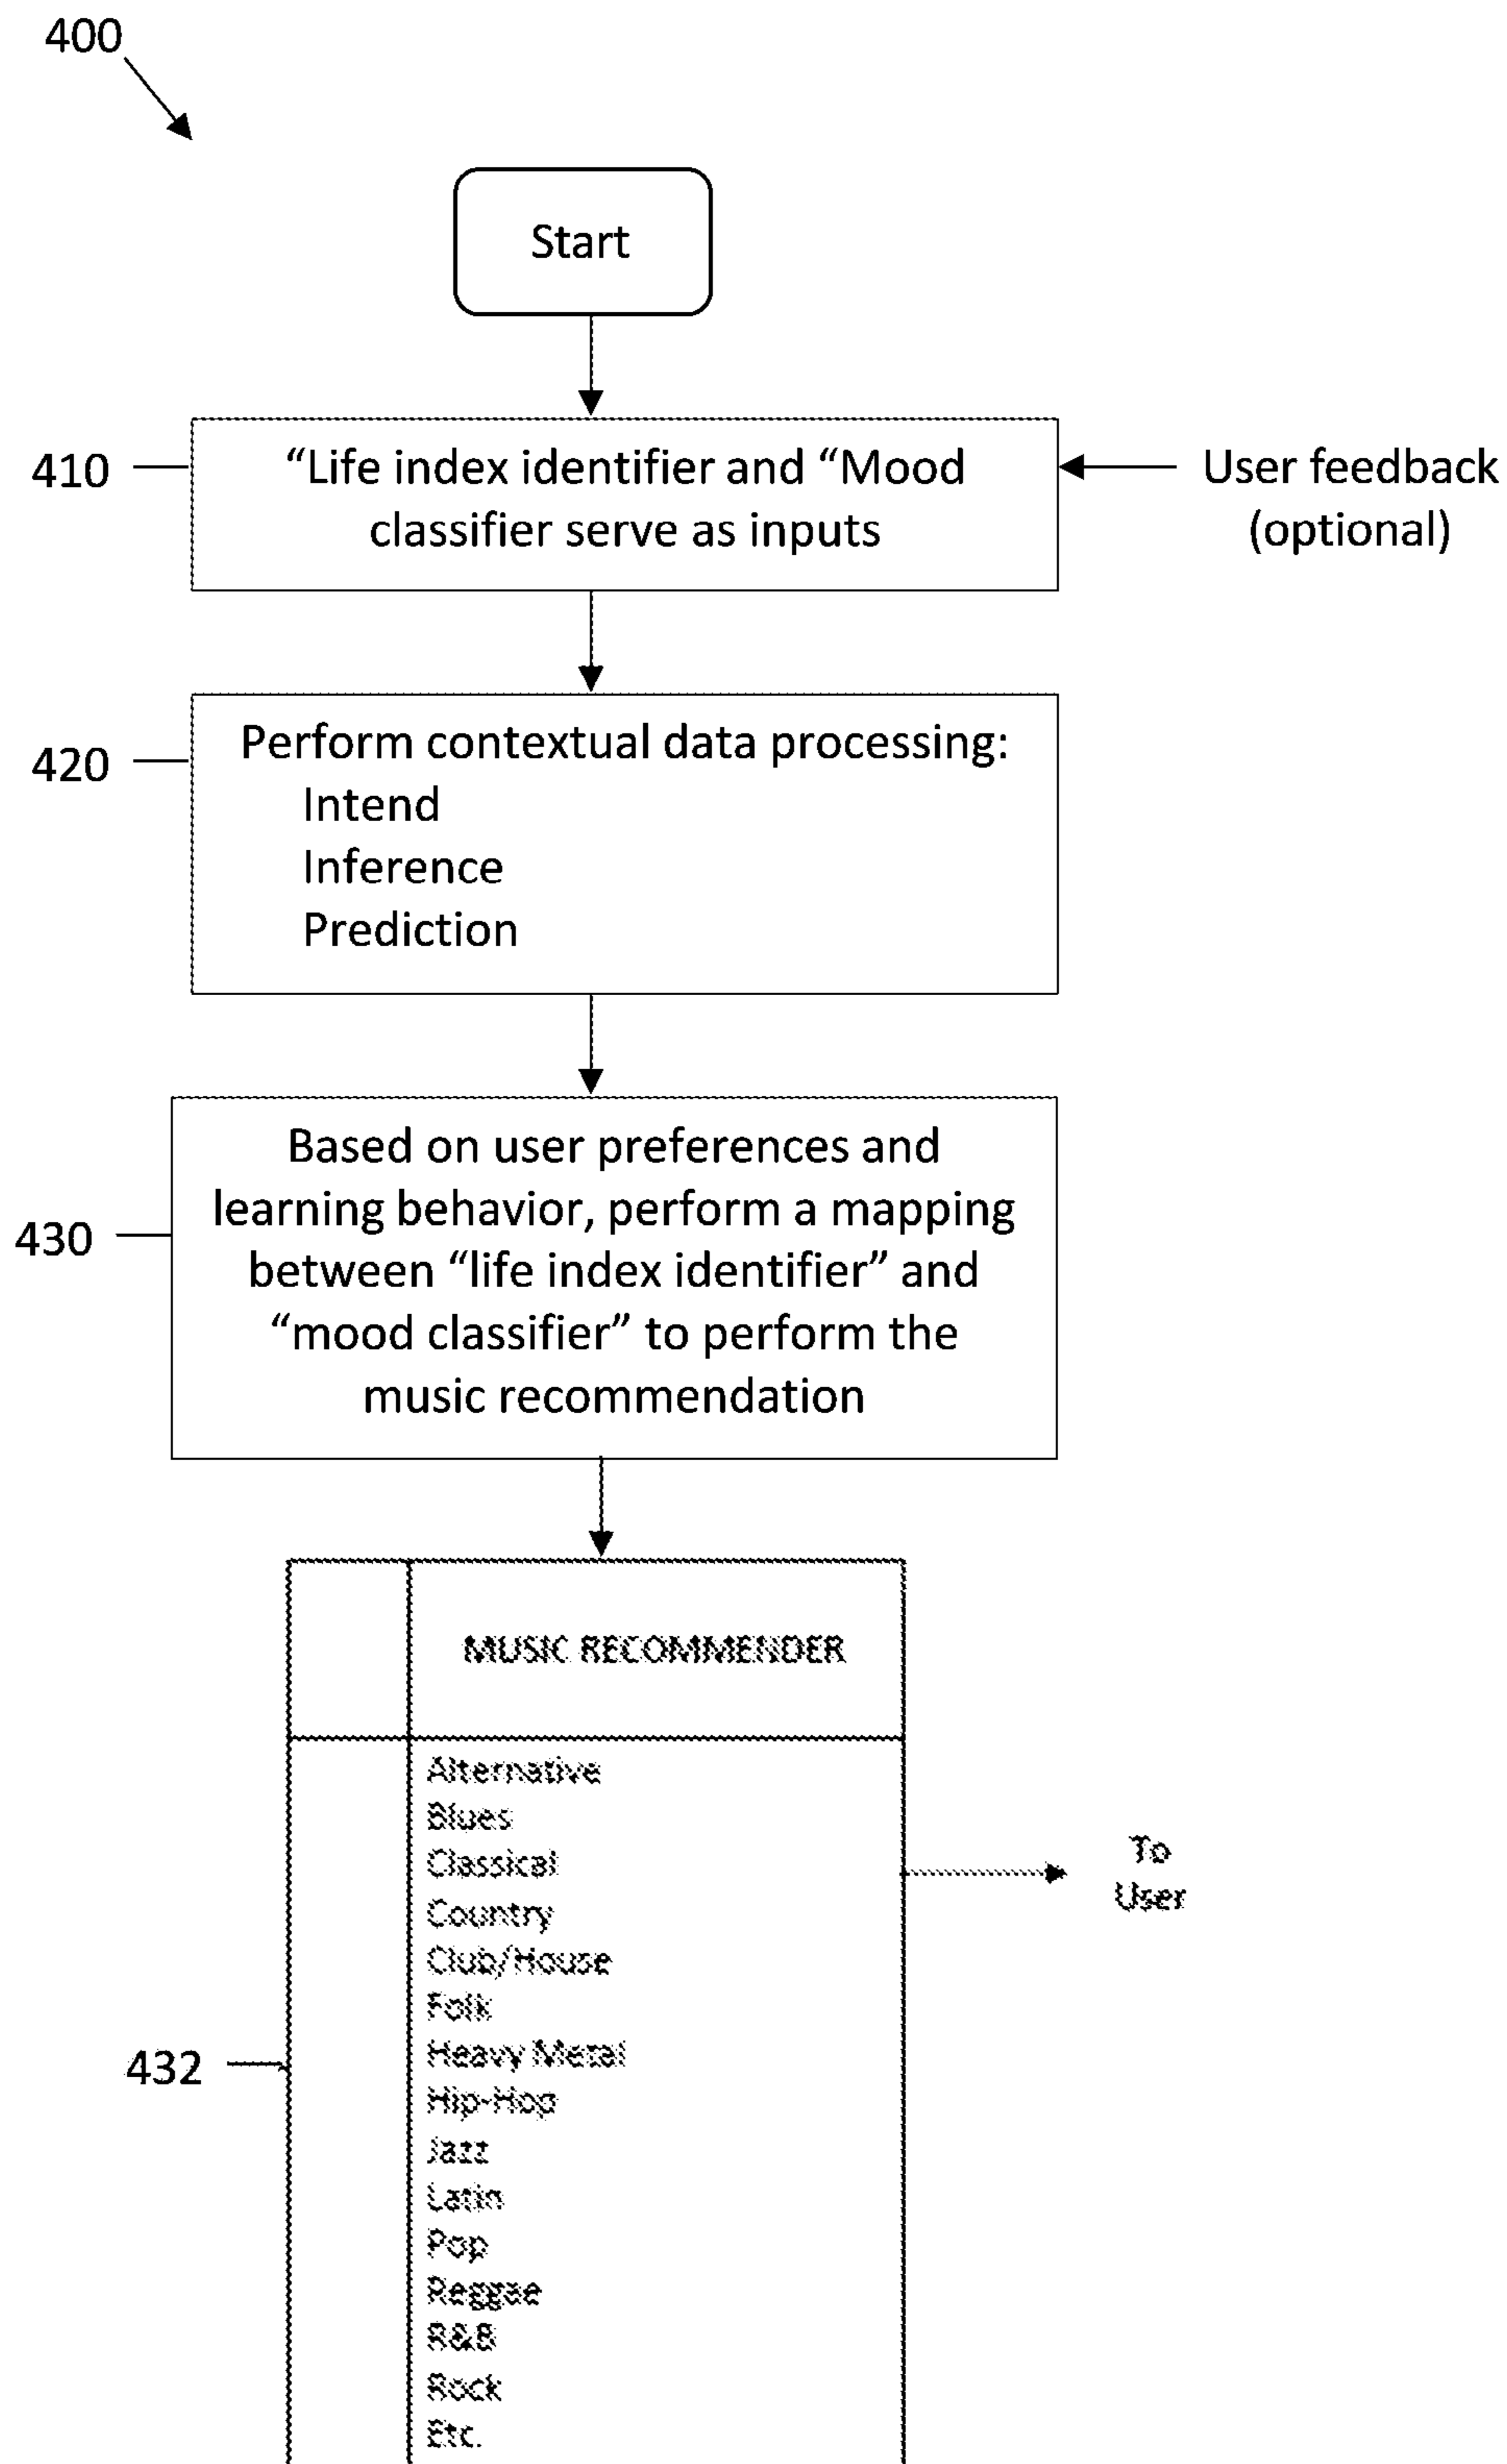 400
Start
410
“Life index identifier and “Mood
classifier serve as inputs
User feedback
(optional)
420
Perform contextual data processing:
Intend
Inference
Prediction
430
Based on user preferences and
learning behavior, perform a mapping
between “life index identifier” and
“mood classifier” to perform the
music recommendation
MUSIC RECOMMENDER
Alternative
Blues
Classical
Country
Club/House
Folk
Heavy Metal
Hip-Hop
Jazz
Latin
Pop
Reggae
R&B
Rock
Etc.
To
User
432